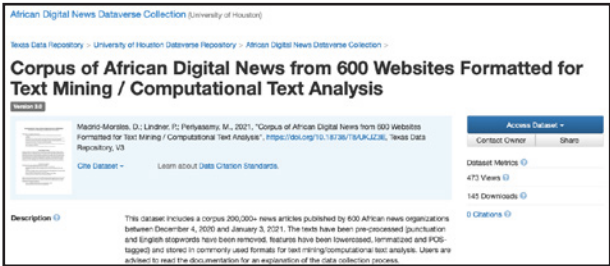 African Digital News Dataverse Collection (University of Houston)
Texas Data Repository > University of Houston Dataverse Repository > African Digital News Dataverse Collection >
Corpus of African Digital News from 600 Websites Formatted for
Text Mining / Computational Text Analysis
Version 3.0
Madrid-Morales, D.; Lindner, P.; Periyasamy, M., 2021, "Corpus of African Digital News from 600 Websites
Formatted for Text Mining / Computational Text Analysis", Texas Data
Repository, V3
Cite Dataset
Learn about Data Citation Standards.
Access Dataset
Contact Owner
Share
Dataset Metrics
473 Views
145 Downloads
0 Citations
Description
This dataset includes a corpus 200,000+ news articles published by 600 African news organizations
between December 4, 2020 and January 3, 2021. The texts have been pre-processed (punctuation
and English stopwords have been removed, features have been lowercased, lemmatized and POS-
tagged) and stored in commonly used formats for text mining/computational text analysis. Users are
advised to read the documentation for an explanation of the data collection process.